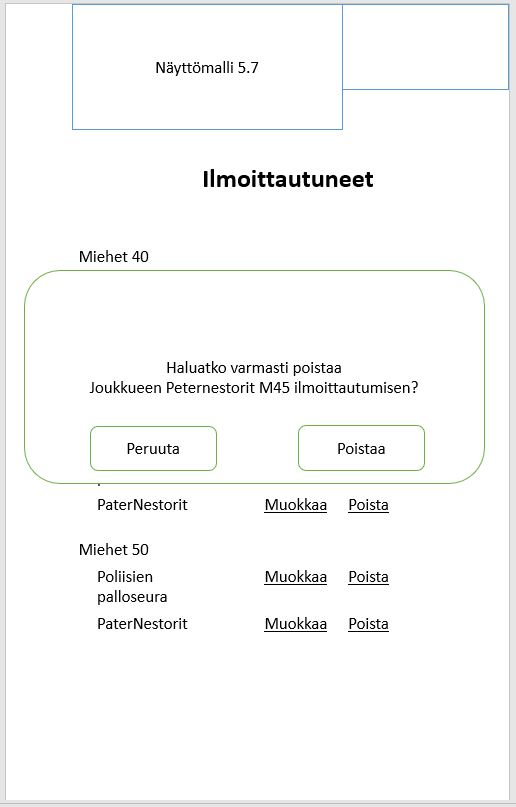 Näyttömalli 5.7
Ilmoittautuneet
Miehet 40
Haluatko varmasti poistaa
Joukkueen Peternestorit M45 ilmoittautumisen?
Peruuta Poistaa
PaterNestorit Muokkaa Poista
Miehet 50
Poliisien Muokkaa Poista
palloseura
PaterNestorit Muokkaa Poista